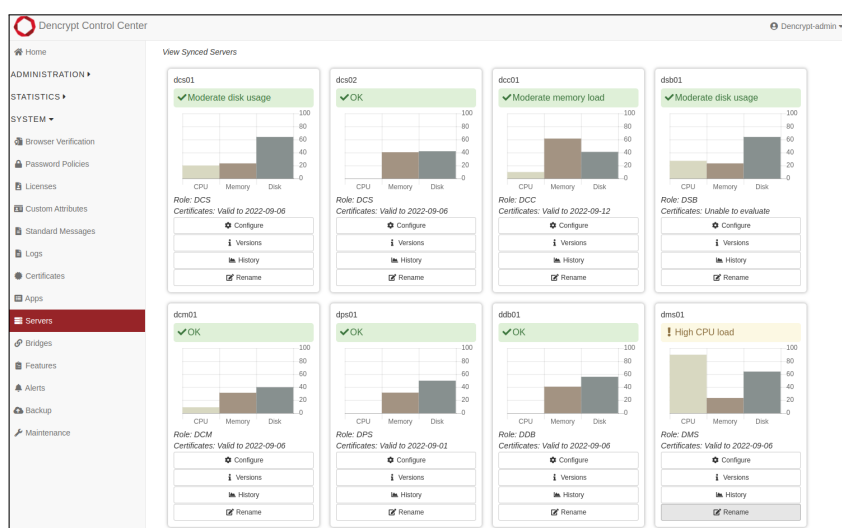 Dencrypt Control Center
Dencrypt-admin
Home
ADMINISTRATION
STATISTICS
SYSTEM
Browser Verification
Password Policies
Licenses
Custom Attributes
Standard Messages
Logs
Certificates
Apps
Servers
Bridges
Features
Alerts
Backup
Maintenance
View Synced Servers
dcs01
Moderate disk usage
100
80
60
40
20
0
CPU Memory Disk
Role: DCS
Certificates: Valid to 2022-09-06
Configure
Versions
History
Rename
dcs02
OK
100
80
60
40
20
0
CPU Memory Disk
Role: DCS
Certificates: Valid to 2022-09-06
Configure
Versions
History
Rename
dcc01
Moderate memory load
100
80
60
40
20
0
CPU Memory Disk
Role: DCC
Certificates: Valid to 2022-09-12
Configure
Versions
History
Rename
dsb01
Moderate disk usage
100
80
60
40
20
0
CPU Memory Disk
Role: DSB
Certificates: Unable to evaluate
Configure
Versions
History
Rename
dcm01
OK
100
80
60
40
20
0
CPU Memory Disk
Role: DCM
Certificates: Valid to 2022-09-06
Configure
Versions
History
Rename
dps01
OK
100
80
60
40
20
0
CPU Memory Disk
Role: DPS
Certificates: Valid to 2022-09-01
Configure
Versions
History
Rename
ddb01
OK
100
80
60
40
20
0
CPU Memory Disk
Role: DDB
Certificates: Valid to 2022-09-06
Configure
Versions
History
Rename
dms01
High CPU load
100
80
60
40
20
0
CPU Memory Disk
Role: DMS
Certificates: Valid to 2022-09-06
Configure
Versions
History
Rename